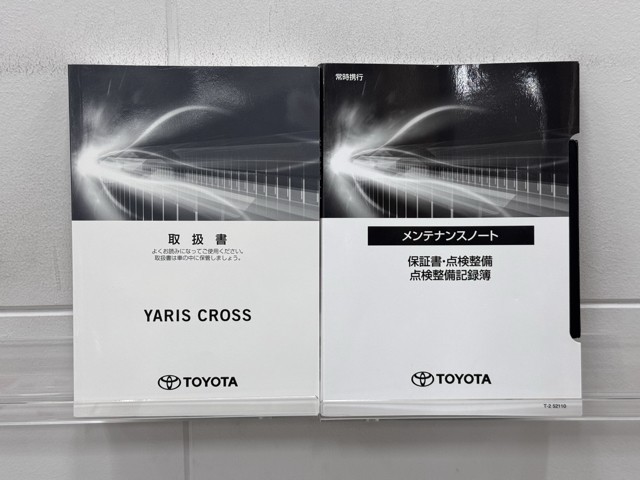 取扱書
よくお読みになってご使用ください。
取扱書は車の中に保管しましょう。
YARIS CROSS
TOYOTA
常時携行
メンテナンスノート
保証書・点検整備
点検整備記録簿
TOYOTA
T-2 52110